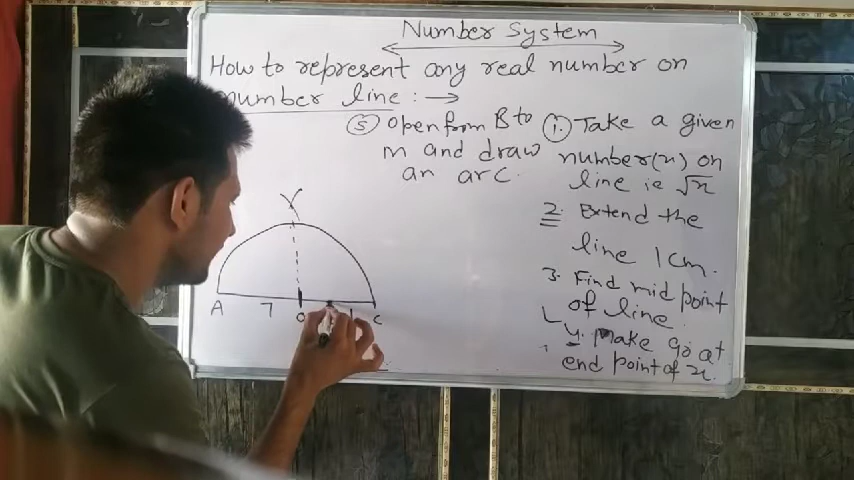 Number System
How to represent any real number on
number line : →
⑤ Open from B to
m and draw
an arc.
①. Take a given
number(x) on
line ie √x
2. Extend the
line 1cm.
3. Find mid point
of line.
4. Make 90 at
end point of x.
A 7 O 1 C